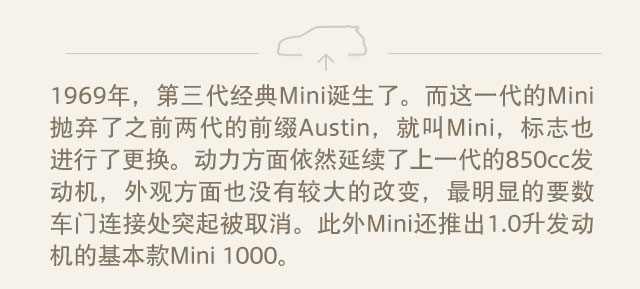 1969年，第三代经典Mini诞生了。而这一代的Mini
抛弃了之前两代的前缀Austin，就叫Mini，标志也
进行了更换。动力方面依然延续了上一代的850cc发
动机，外观方面也没有较大的改变，最明显的要数
车门连接处突起被取消。此外Mini还推出1.0升发动
机的基本款Mini 1000。